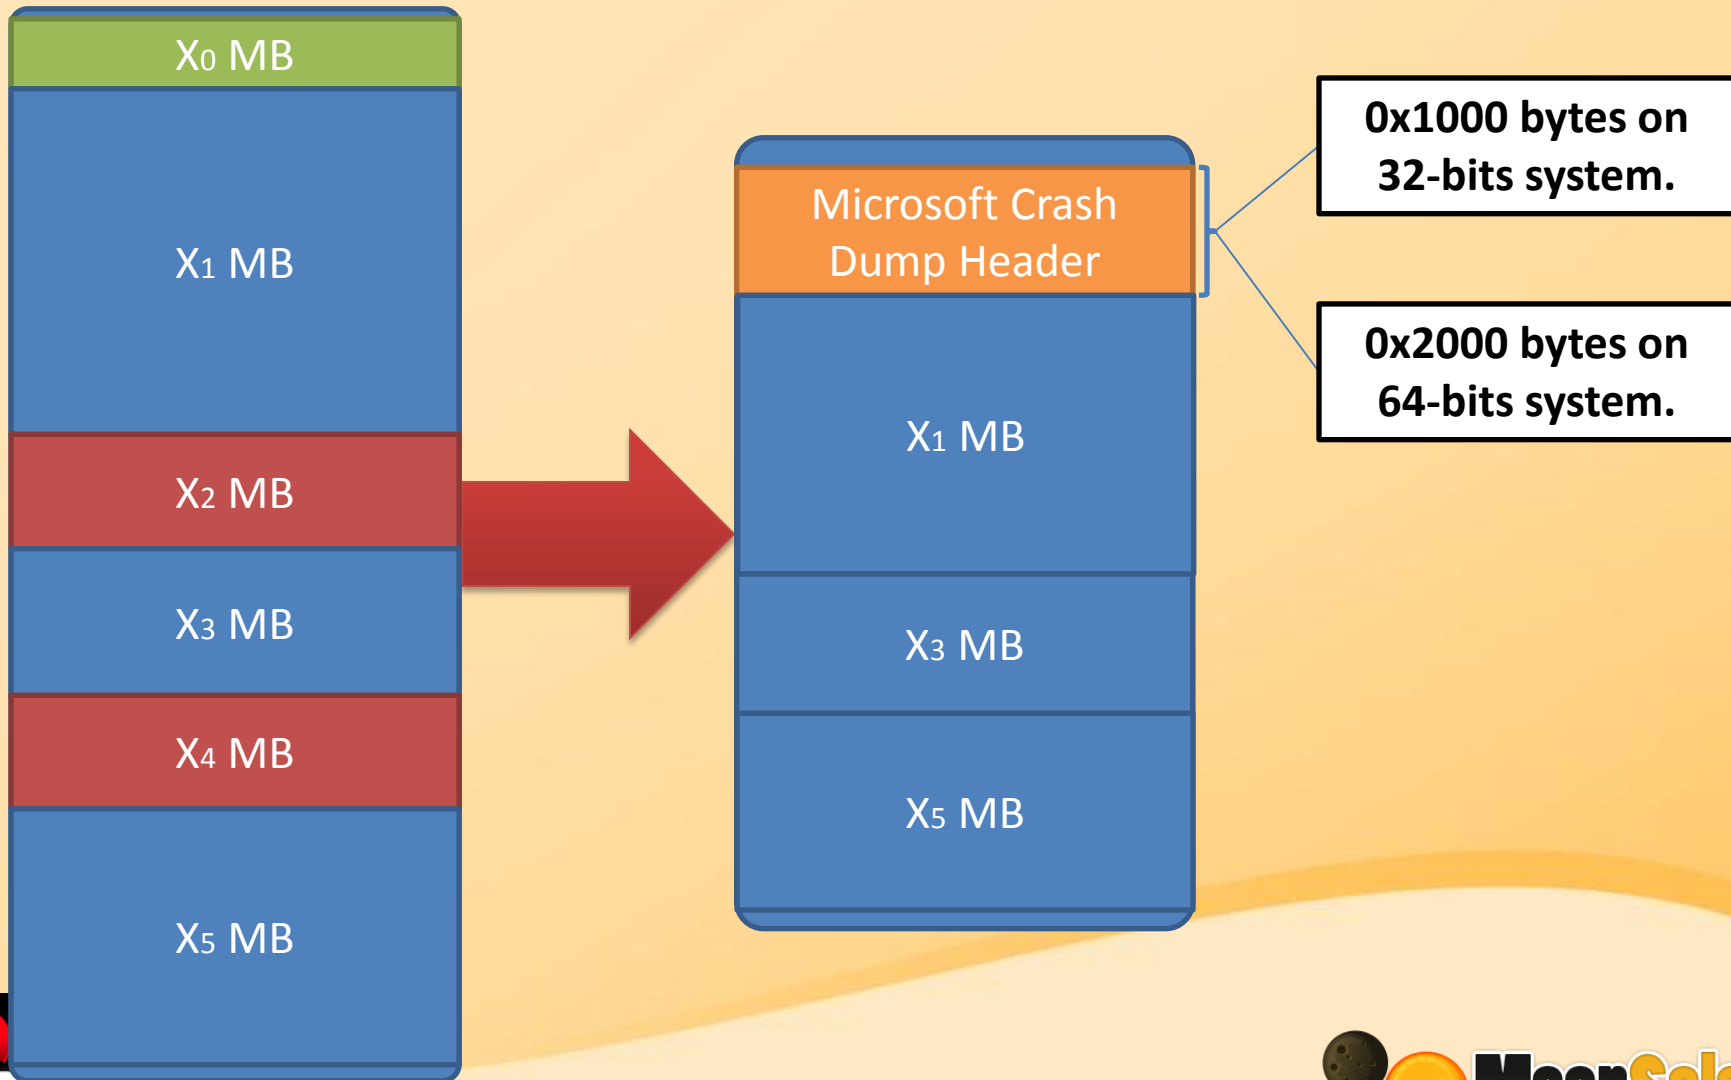 X0 MB
X1 MB
X2 MB
X3 MB
X4 MB
X5 MB
Microsoft Crash
Dump Header
X1 MB
X3 MB
X5 MB
0x1000 bytes on
32-bits system.
0x2000 bytes on
64-bits system.